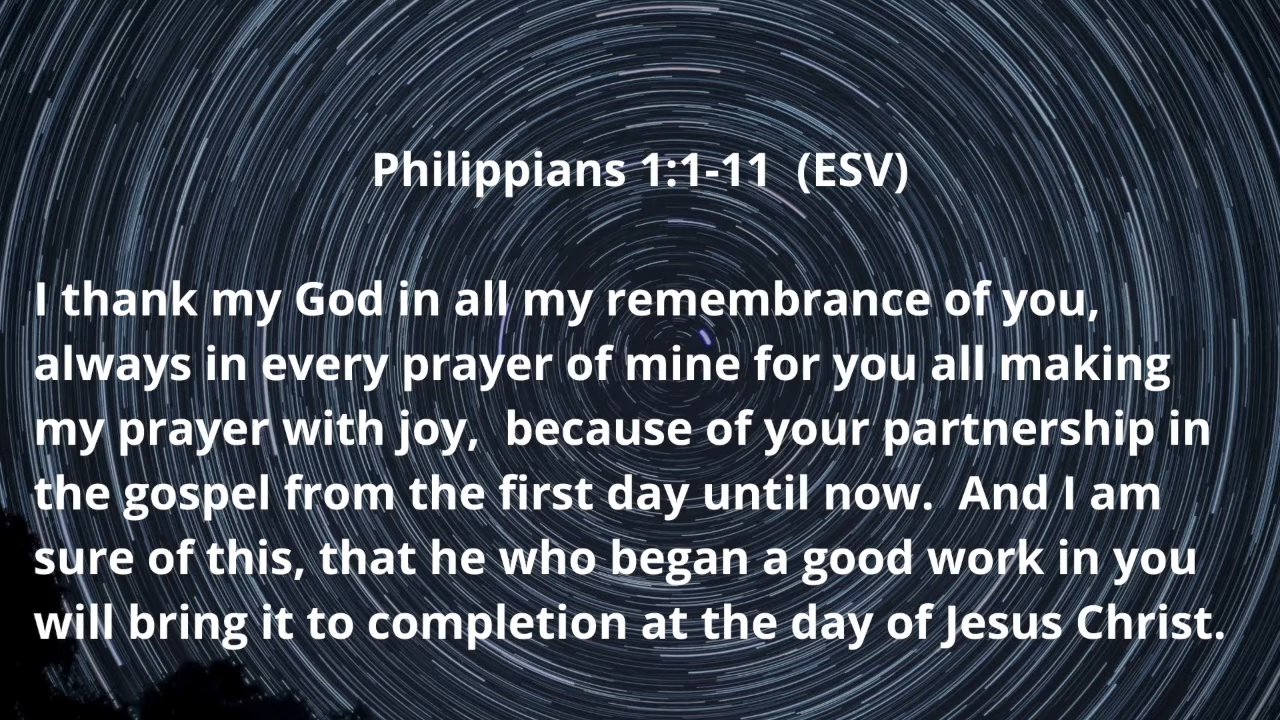 Philippians 1:1-11  (ESV)
I thank my God in all my remembrance of you,
always in every prayer of mine for you all making
my prayer with joy,  because of your partnership in
the gospel from the first day until now.  And I am
sure of this, that he who began a good work in you
will bring it to completion at the day of Jesus Christ.